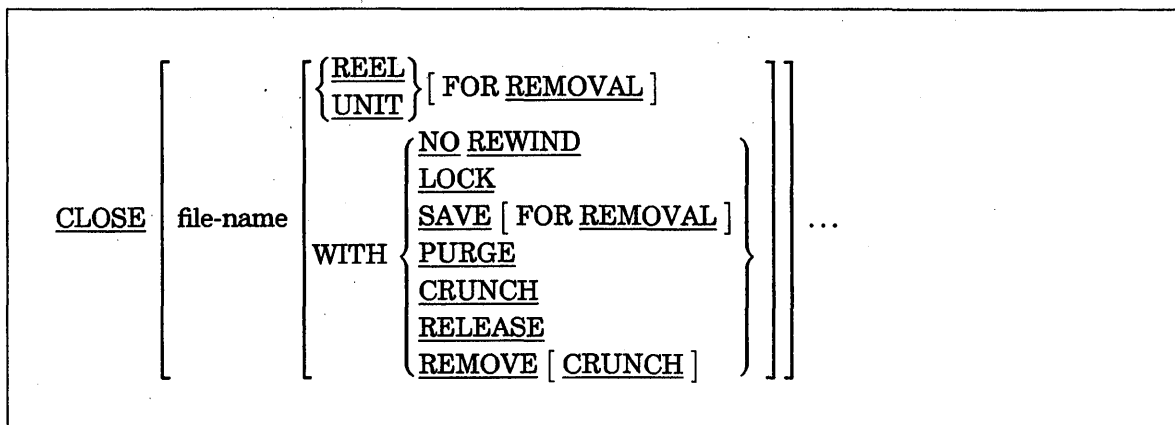 REEL
UNIT
[ FOR REMOVAL ]
NO REWIND
LOCK
SAVE [ FOR REMOVAL ]
CLOSE file-name WITH PURGE ...
CRUNCH
RELEASE
REMOVE [ CRUNCH ]